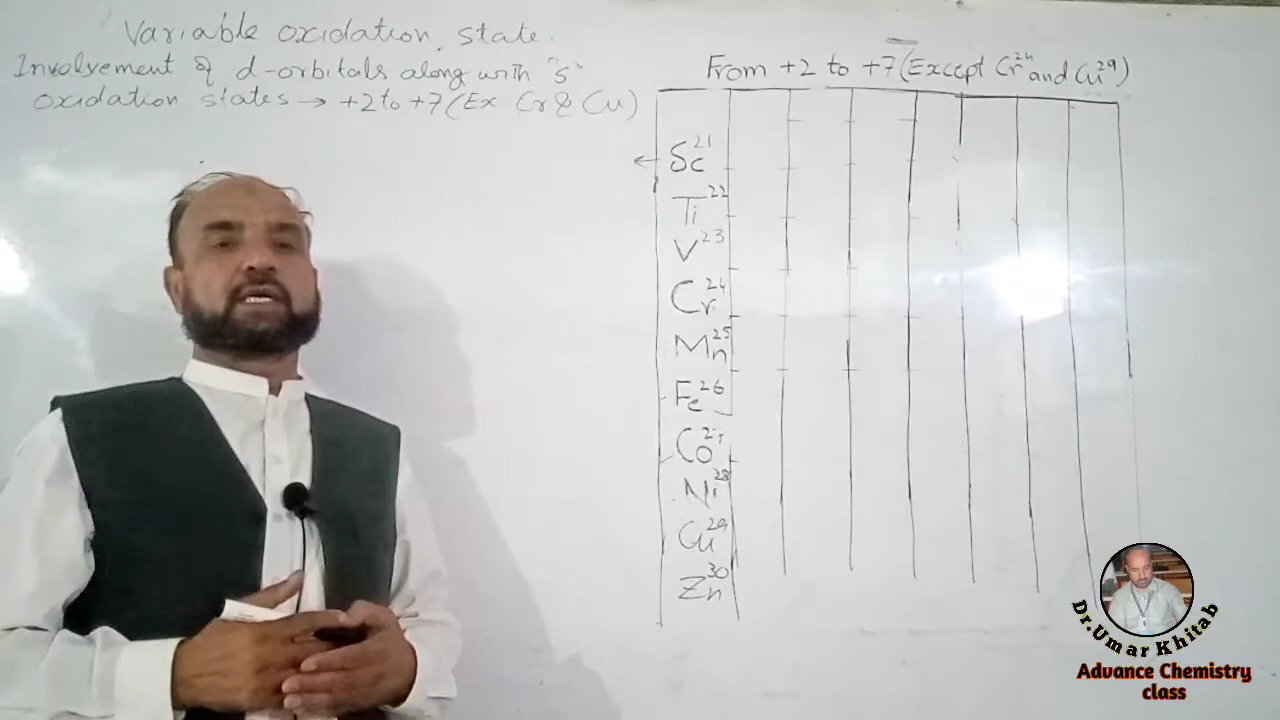 Variable oxidation state.
Involvement of d-orbitals along with "s"
oxidation states → +2 to +7 (Ex Cr & Cu)
From +2 to +7 (Except Cr²⁴ and Cu²⁹)
← Sc²¹
Ti²²
V²³
Cr²⁴
Mn²⁵
Fe²⁶
Co²⁷
Ni²⁸
Cu²⁹
Zn³⁰
Dr.Umar Khitab
Advance Chemistry
class